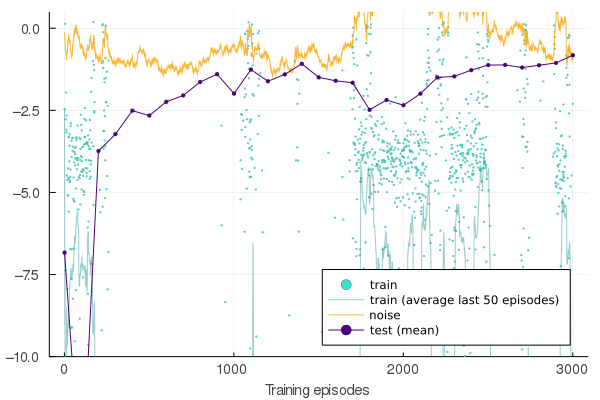 0.0
−2.5
−5.0
−7.5
−10.0
train
train (average last 50 episodes)
noise
test (mean)
0
1000
2000
3000
Training episodes